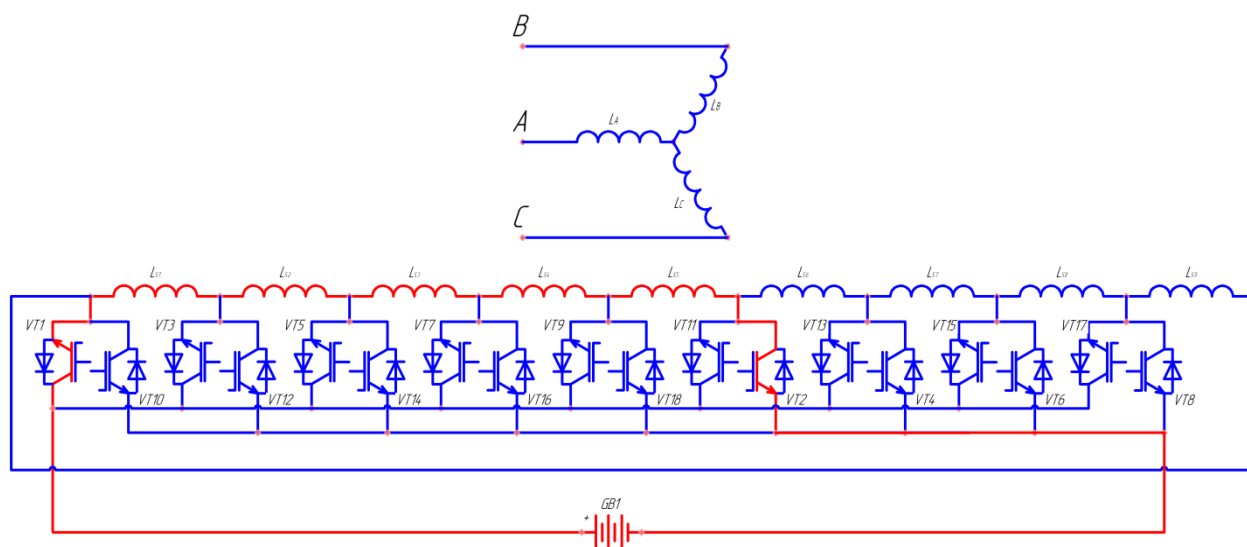 B
A
C
LB
LA
LC
LS1 LS2 LS3 LS4 LS5 LS6 LS7 LS8 LS9
VT1 VT3 VT5 VT7 VT9 VT11 VT13 VT15 VT17
VT10 VT12 VT14 VT16 VT18 VT2 VT4 VT6 VT8
GB1
+